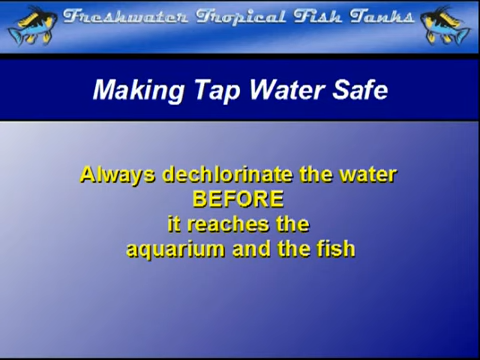 Freshwater Tropical Fish Tanks
Making Tap Water Safe
Always dechlorinate the water
BEFORE
it reaches the
aquarium and the fish